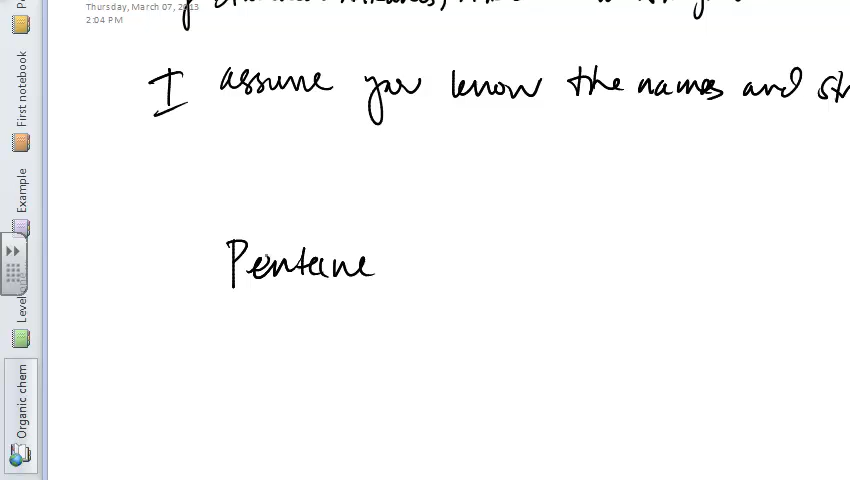 Thursday, March 07, 2013
2:04 PM
I assume you know the names and
Pentane
First notebook
Example
Level
Organic chem